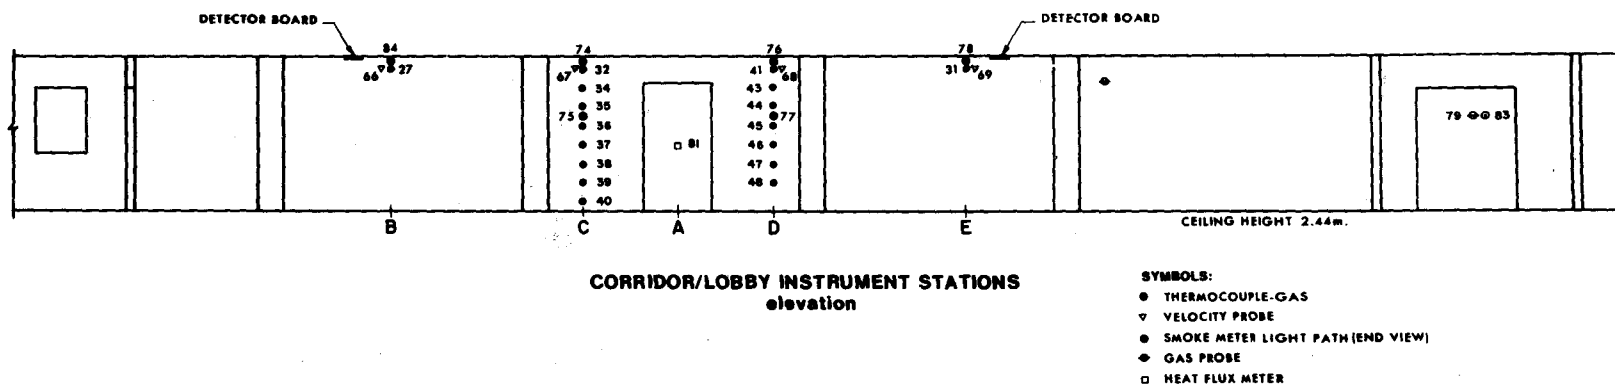 DETECTOR BOARD
DETECTOR BOARD
84
74
76
78
66 27
67 32
41 68
31 69
34
43
35
44
75
77
79 83
36
45
37
81
46
38
47
39
48
40
B
C
A
D
E
CEILING HEIGHT 2.44m.
CORRIDOR/LOBBY INSTRUMENT STATIONS
elevation
SYMBOLS:
THERMOCOUPLE-GAS
VELOCITY PROBE
SMOKE METER LIGHT PATH (END VIEW)
GAS PROBE
HEAT FLUX METER